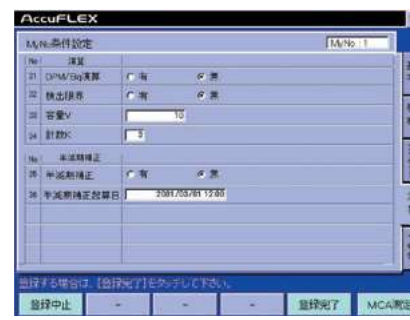 AccuFLEX
MyNo条件設定 MyNo : 1
No 演算
21 DPM/Bq演算 有 無
22 検出限界 有 無
23 容量V 10
24 計数K 3
No 半減期補正
25 半減期補正 有 無
26 半減期補正起算日 2001/03/01 12:00
登録する場合は、【登録完了】をタッチして下さい。
登録中止 - - - 登録完了 MCA測定